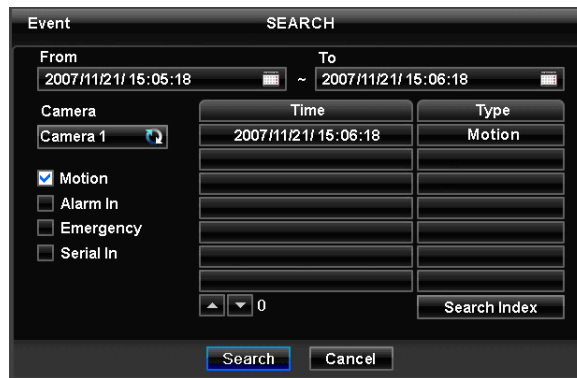 Event SEARCH
From To
2007/11/21/ 15:05:18 ~ 2007/11/21/ 15:06:18
Camera Time Type
Camera 1 2007/11/21/ 15:06:18 Motion
Motion
Alarm In
Emergency
Serial In
0 Search Index
Search Cancel